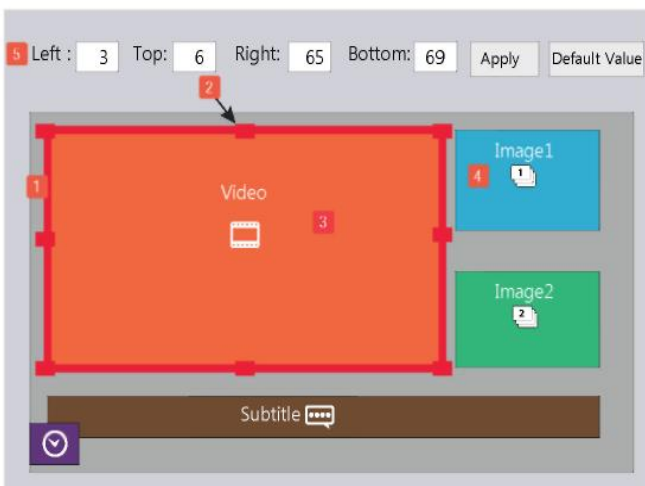 5 Left : 3 Top: 6 Right: 65 Bottom: 69 Apply Default Value
2
1
Video
3
Image1
4
1
Image2
2
Subtitle